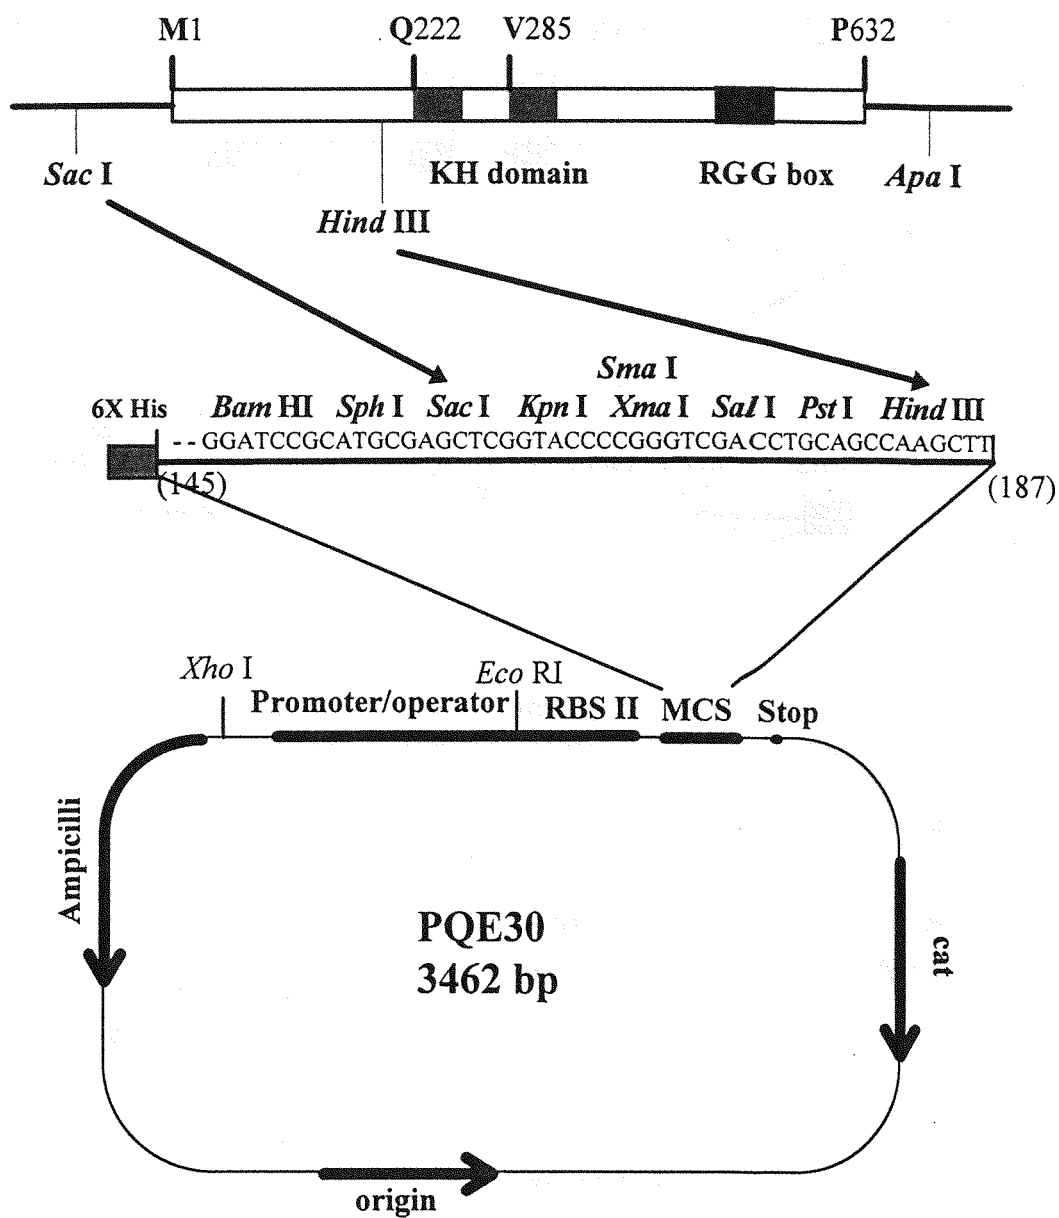 M1 Q222 V285 P632
Sac I KH domain RGG box Apa I
Hind III
Sma I
6X His Bam HI Sph I Sac I Kpn I Xma I Sal I Pst I Hind III
--GGATCCGCATGCGAGCTCGGTACCCCGGGTCGACCTGCAGCCAAGCTT
(145) (187)
Xho I Eco RI
Promoter/operator RBS II MCS Stop
Ampicilli
cat
PQE30
3462 bp
origin